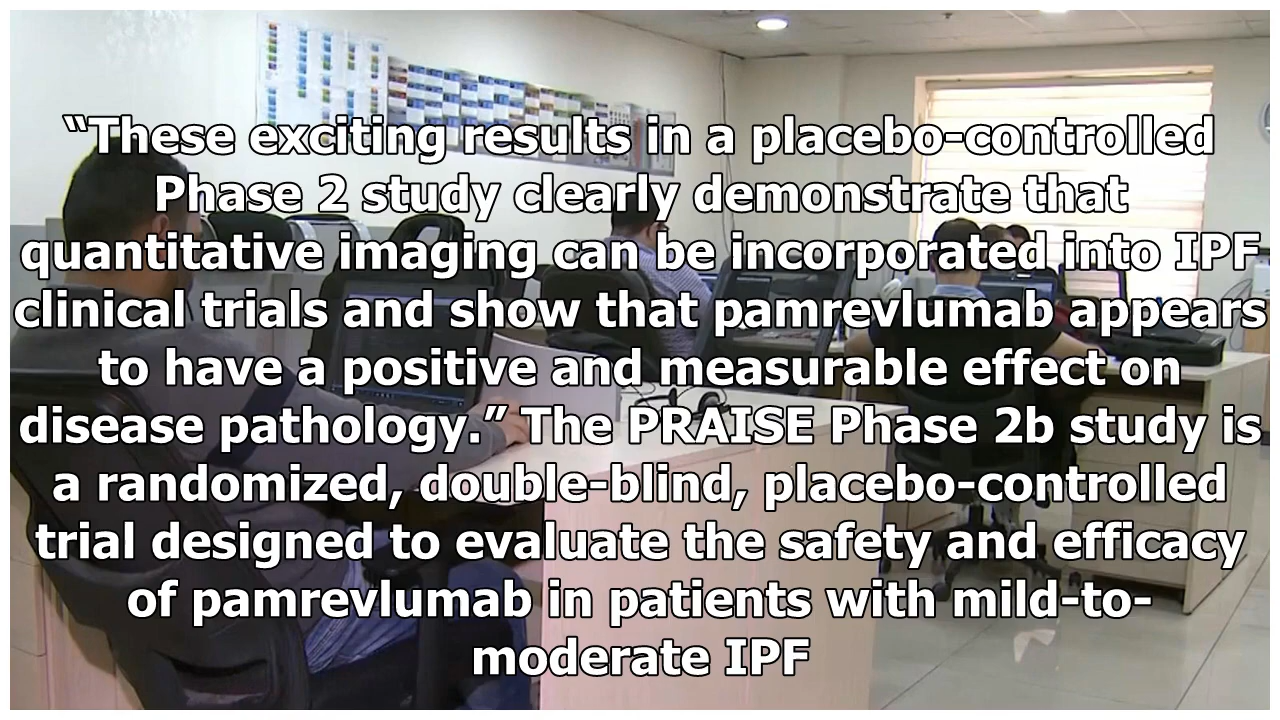 “These exciting results in a placebo-controlled
Phase 2 study clearly demonstrate that
quantitative imaging can be incorporated into IPF
clinical trials and show that pamrevlumab appears
to have a positive and measurable effect on
disease pathology.” The PRAISE Phase 2b study is
a randomized, double-blind, placebo-controlled
trial designed to evaluate the safety and efficacy
of pamrevlumab in patients with mild-to-
moderate IPF